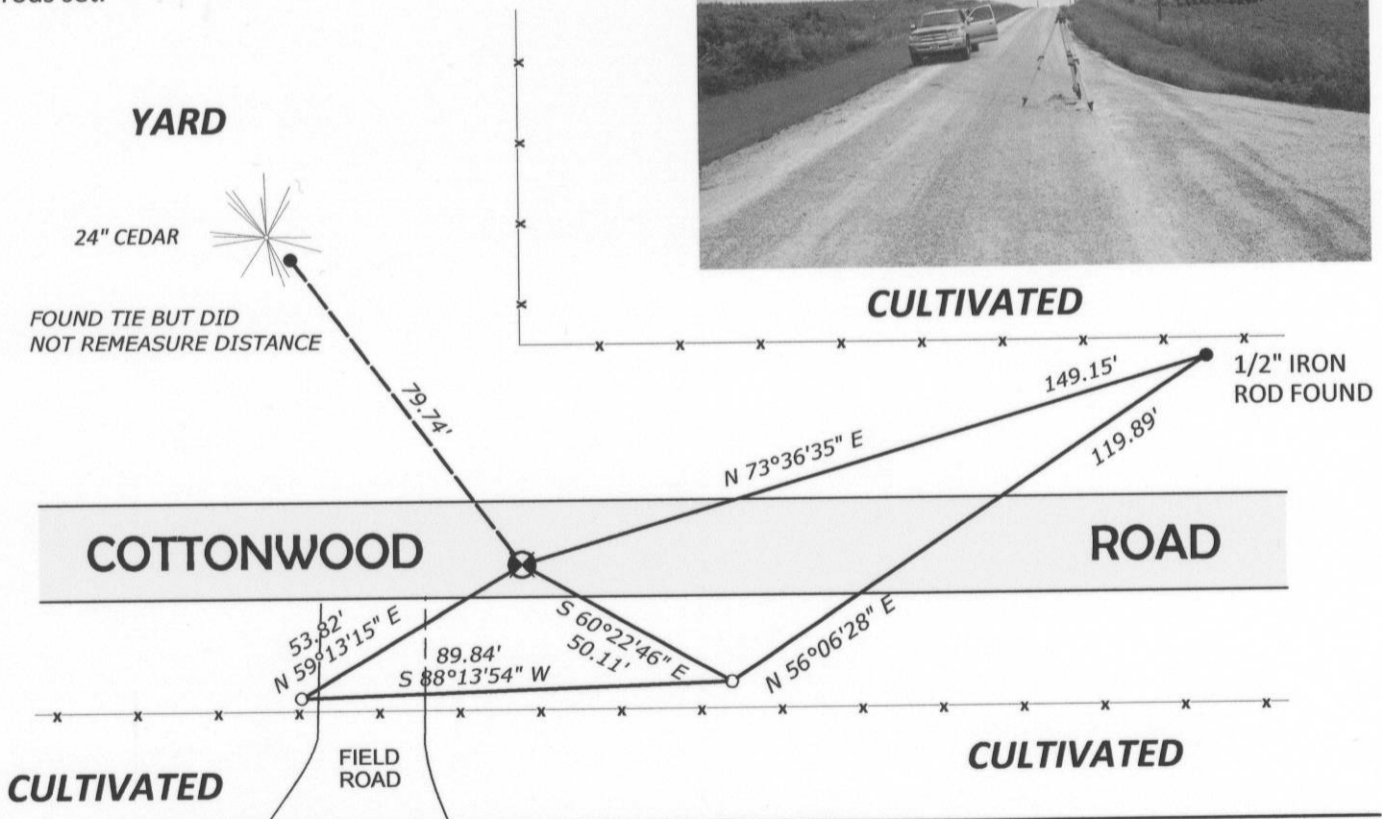 YARD
24" CEDAR
FOUND TIE BUT DID
NOT REMEASURE DISTANCE
79.74'
CULTIVATED
1/2" IRON
ROD FOUND
149.15'
N 73°36'35" E
119.89'
COTTONWOOD ROAD
53.82'
N 59°13'15" E
S 60°22'46" E
50.11'
N 56°06'28" E
89.84'
S 88°13'54" W
FIELD
ROAD
CULTIVATED
CULTIVATED